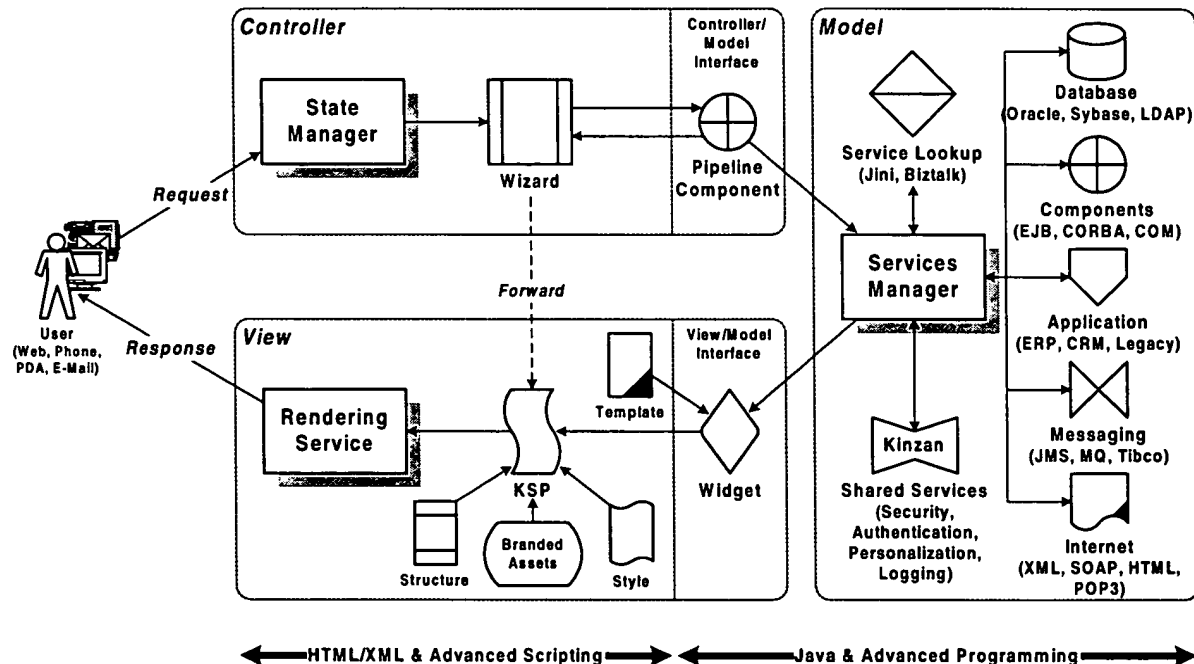 Controller
State
Manager
Wizard
Controller/
Model
Interface
Pipeline
Component
Request
User
(Web, Phone,
PDA, E-Mail)
Response
Forward
View
Rendering
Service
KSP
Structure
Branded
Assets
Style
Template
View/Model
Interface
Widget
Model
Service Lookup
(Jini, Biztalk)
Services
Manager
Kinzan
Shared Services
(Security,
Authentication,
Personalization,
Logging)
Database
(Oracle, Sybase, LDAP)
Components
(EJB, CORBA, COM)
Application
(ERP, CRM, Legacy)
Messaging
(JMS, MQ, Tibco)
Internet
(XML, SOAP, HTML,
POP3)
HTML/XML & Advanced Scripting
Java & Advanced Programming